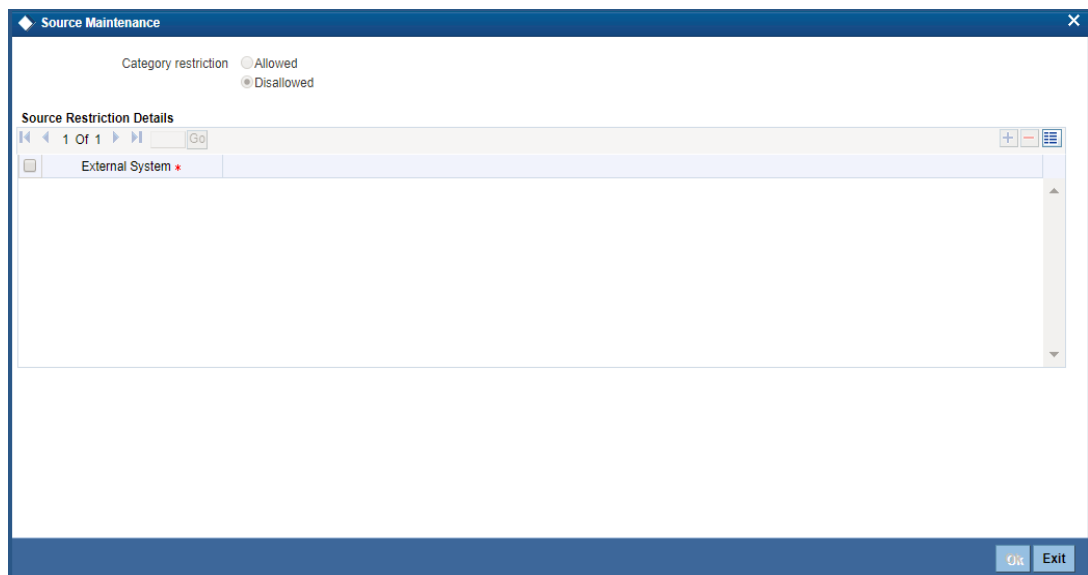 Source Maintenance
Category restriction Allowed
Disallowed
Source Restriction Details
1 Of 1 Go
External System *
Ok Exit